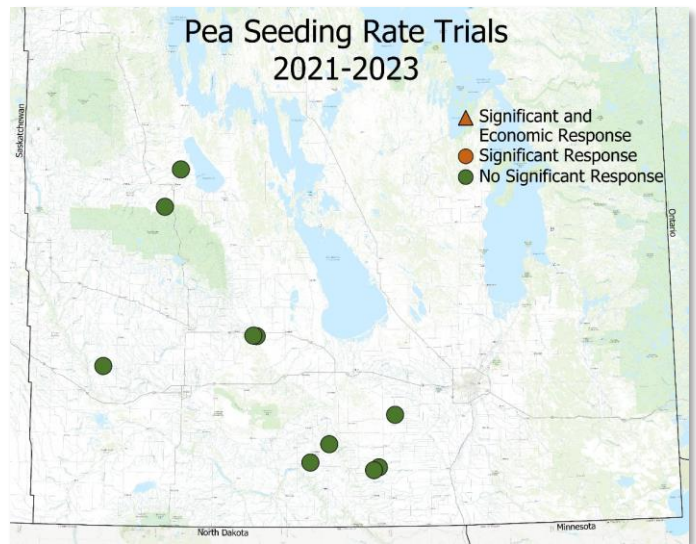 Pea Seeding Rate Trials
2021-2023
Significant and
Economic Response
Significant Response
No Significant Response
Saskatchewan
Ontario
North Dakota
Minnesota